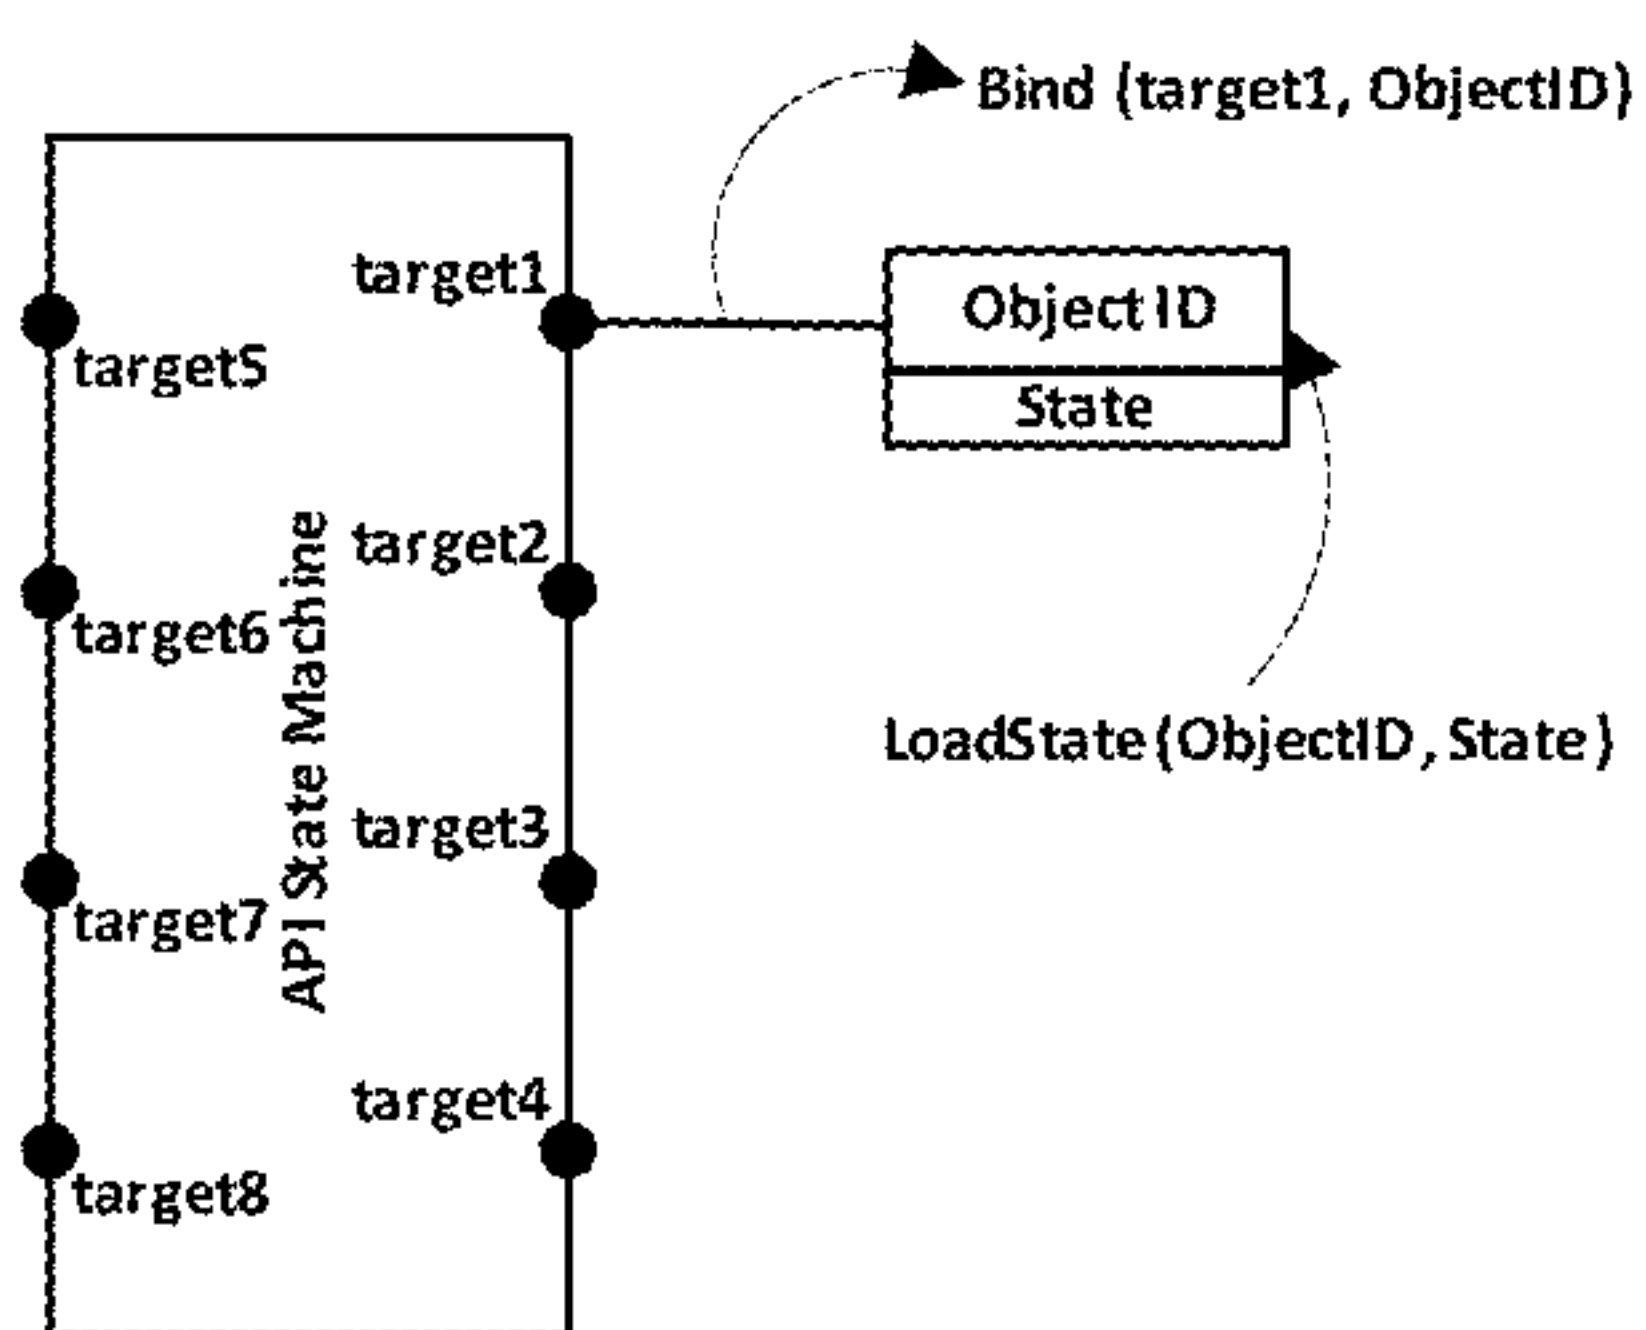 Bind (target1, ObjectID)
target1
Object ID
target5
State
target2
target6
API State Machine
LoadState(ObjectID, State)
target3
target7
target4
target8